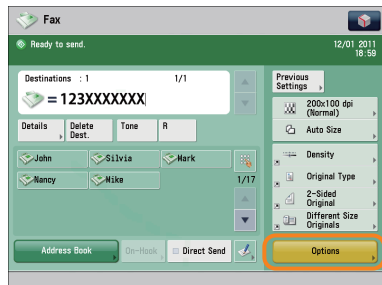 Fax
Ready to send.
12/01 2011
18:59
Destinations : 1
1/1
= 123XXXXXXX
Details
Delete Dest.
Tone
R
John
Silvia
Mark
Nancy
Mike
1/17
Address Book
On-Hook
Direct Send
Previous
Settings
200x100 dpi
(Normal)
Auto Size
Density
Original Type
2-Sided
Original
Different Size
Originals
Options